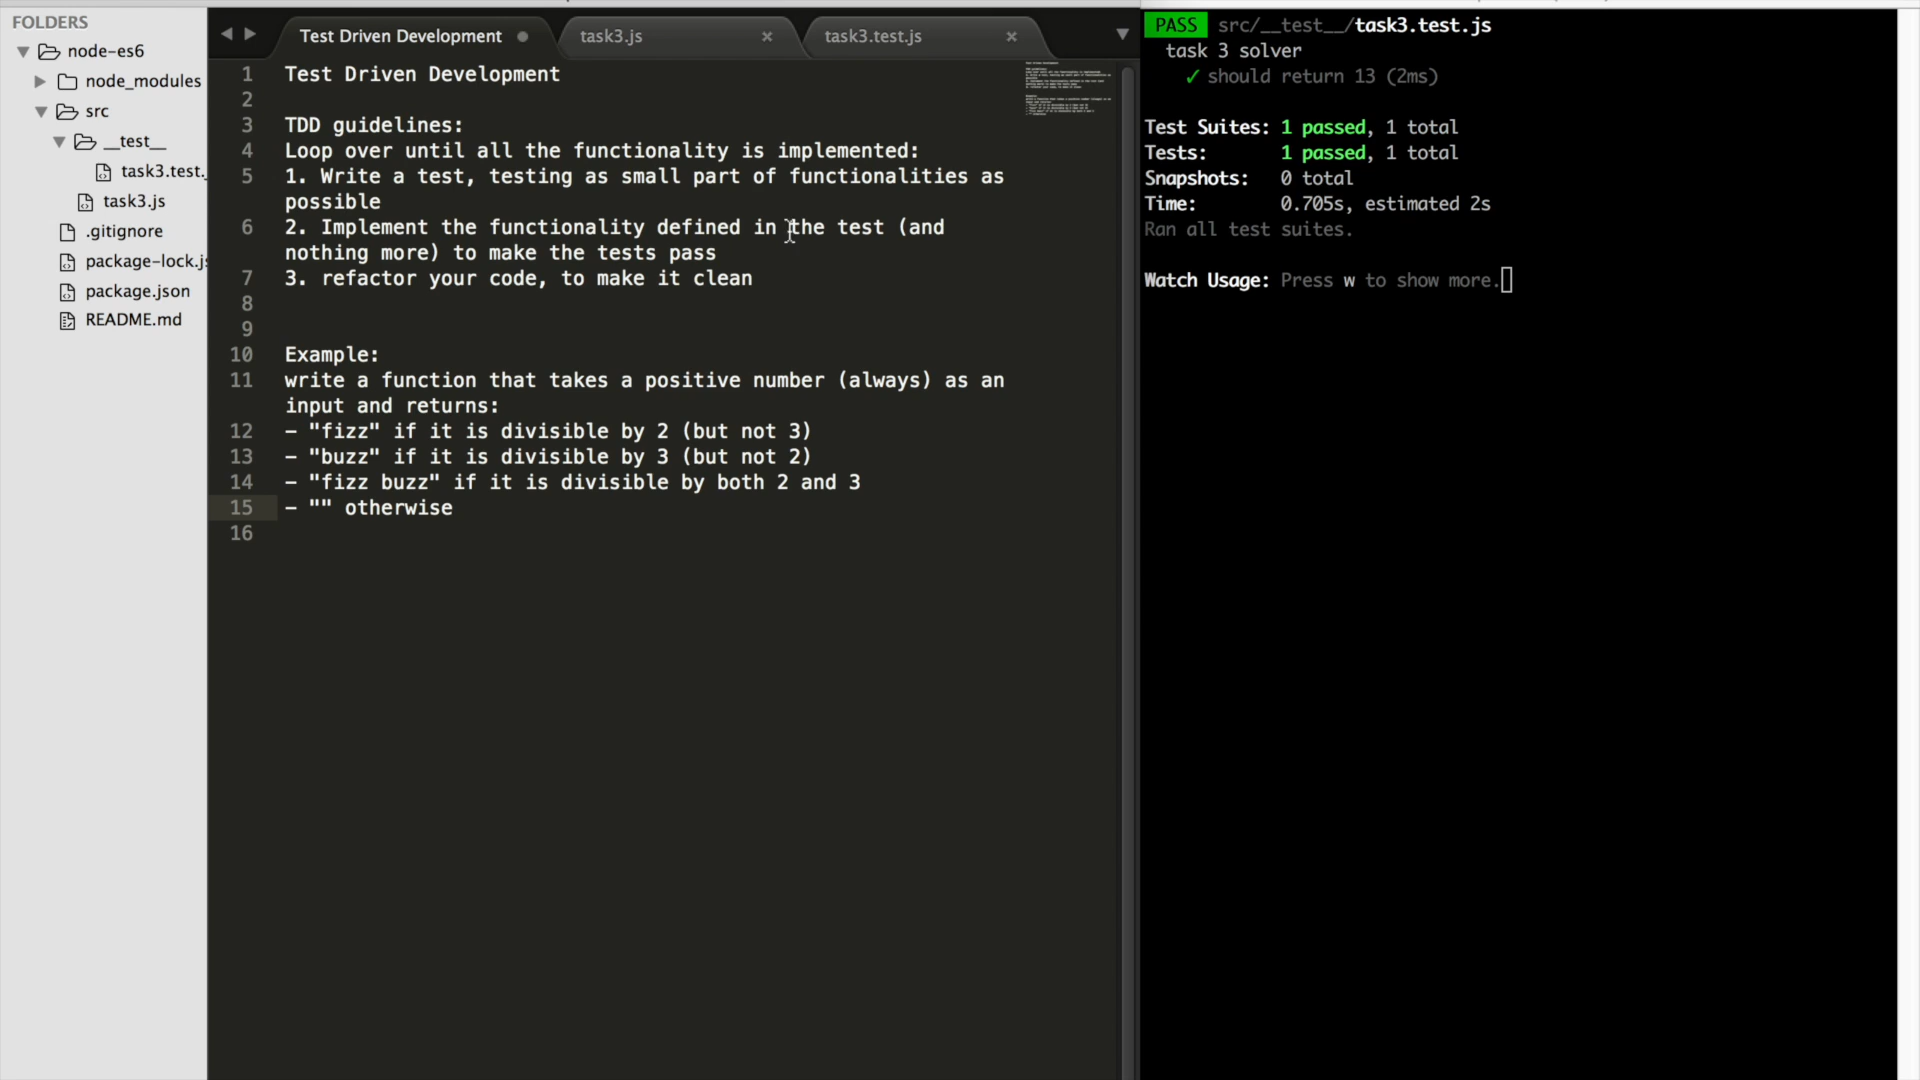 FOLDERS
node-es6
node_modules
src
__test__
task3.test.
task3.js
.gitignore
package-lock.js
package.json
README.md
Test Driven Development
task3.js
task3.test.js
1 Test Driven Development
2
3 TDD guidelines:
4 Loop over until all the functionality is implemented:
5 1. Write a test, testing as small part of functionalities as
possible
6 2. Implement the functionality defined in the test (and
nothing more) to make the tests pass
7 3. refactor your code, to make it clean
8
9
10 Example:
11 write a function that takes a positive number (always) as an
input and returns:
12 - "fizz" if it is divisible by 2 (but not 3)
13 - "buzz" if it is divisible by 3 (but not 2)
14 - "fizz buzz" if it is divisible by both 2 and 3
15 - "" otherwise
16
PASS src/__test__/task3.test.js
task 3 solver
✓ should return 13 (2ms)
Test Suites: 1 passed, 1 total
Tests: 1 passed, 1 total
Snapshots: 0 total
Time: 0.705s, estimated 2s
Ran all test suites.
Watch Usage: Press w to show more.